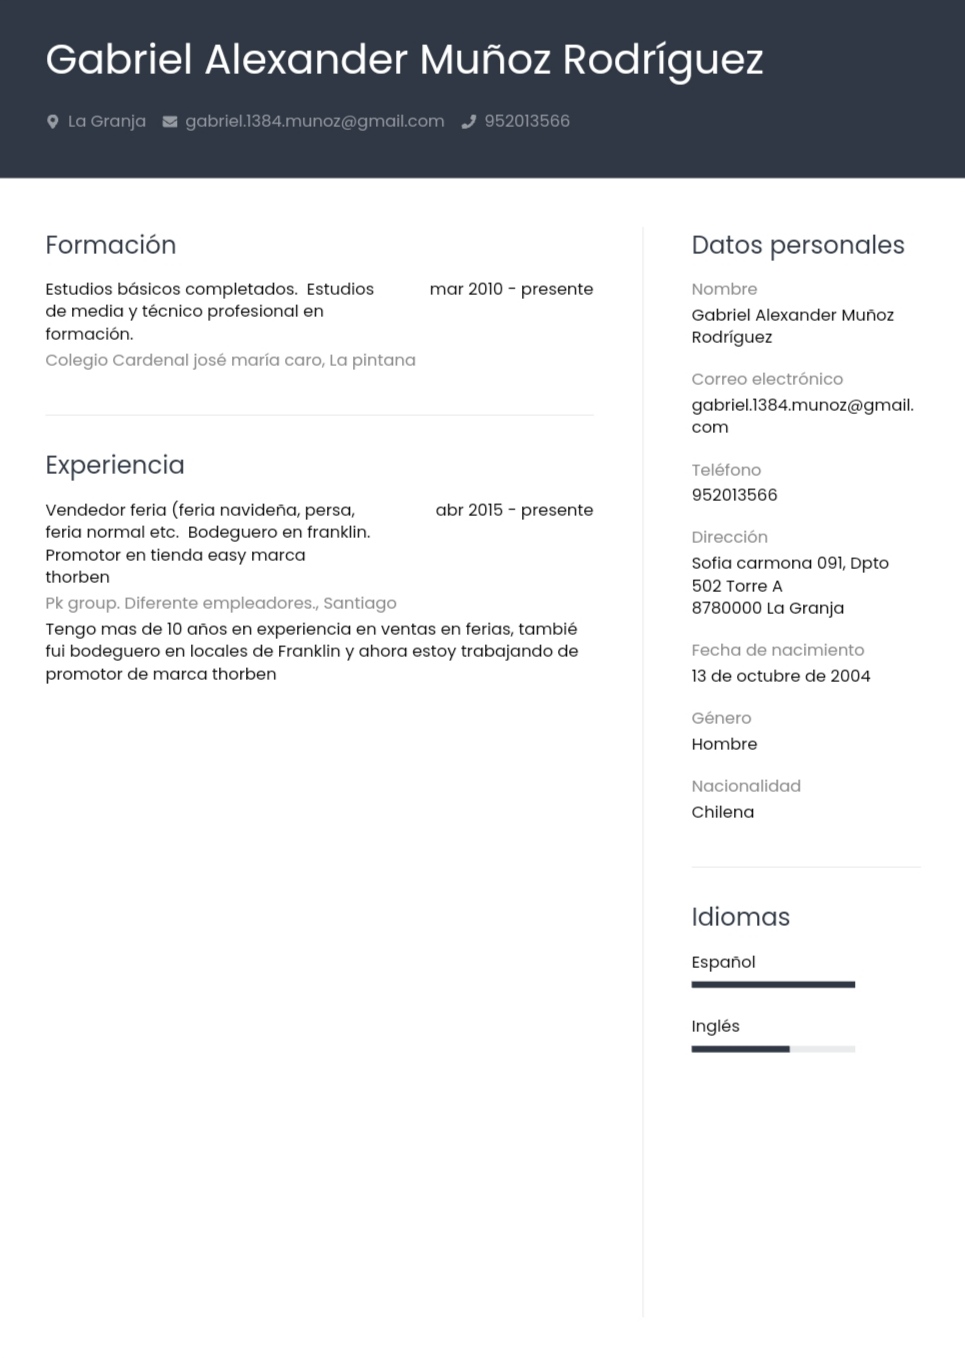 Gabriel Alexander Muñoz Rodríguez
La Granja gabriel.1384.munoz@gmail.com 952013566
Formación
Estudios básicos completados.  Estudios mar 2010 - presente
de media y técnico profesional en
formación.
Colegio Cardenal josé maría caro, La pintana
Experiencia
Vendedor feria (feria navideña, persa, abr 2015 - presente
feria normal etc.  Bodeguero en franklin.
Promotor en tienda easy marca
thorben
Pk group. Diferente empleadores., Santiago
Tengo mas de 10 años en experiencia en ventas en ferias, tambié
fui bodeguero en locales de Franklin y ahora estoy trabajando de
promotor de marca thorben
Datos personales
Nombre
Gabriel Alexander Muñoz
Rodríguez
Correo electrónico
gabriel.1384.munoz@gmail.
com
Teléfono
952013566
Dirección
Sofia carmona 091, Dpto
502 Torre A
8780000 La Granja
Fecha de nacimiento
13 de octubre de 2004
Género
Hombre
Nacionalidad
Chilena
Idiomas
Español
Inglés